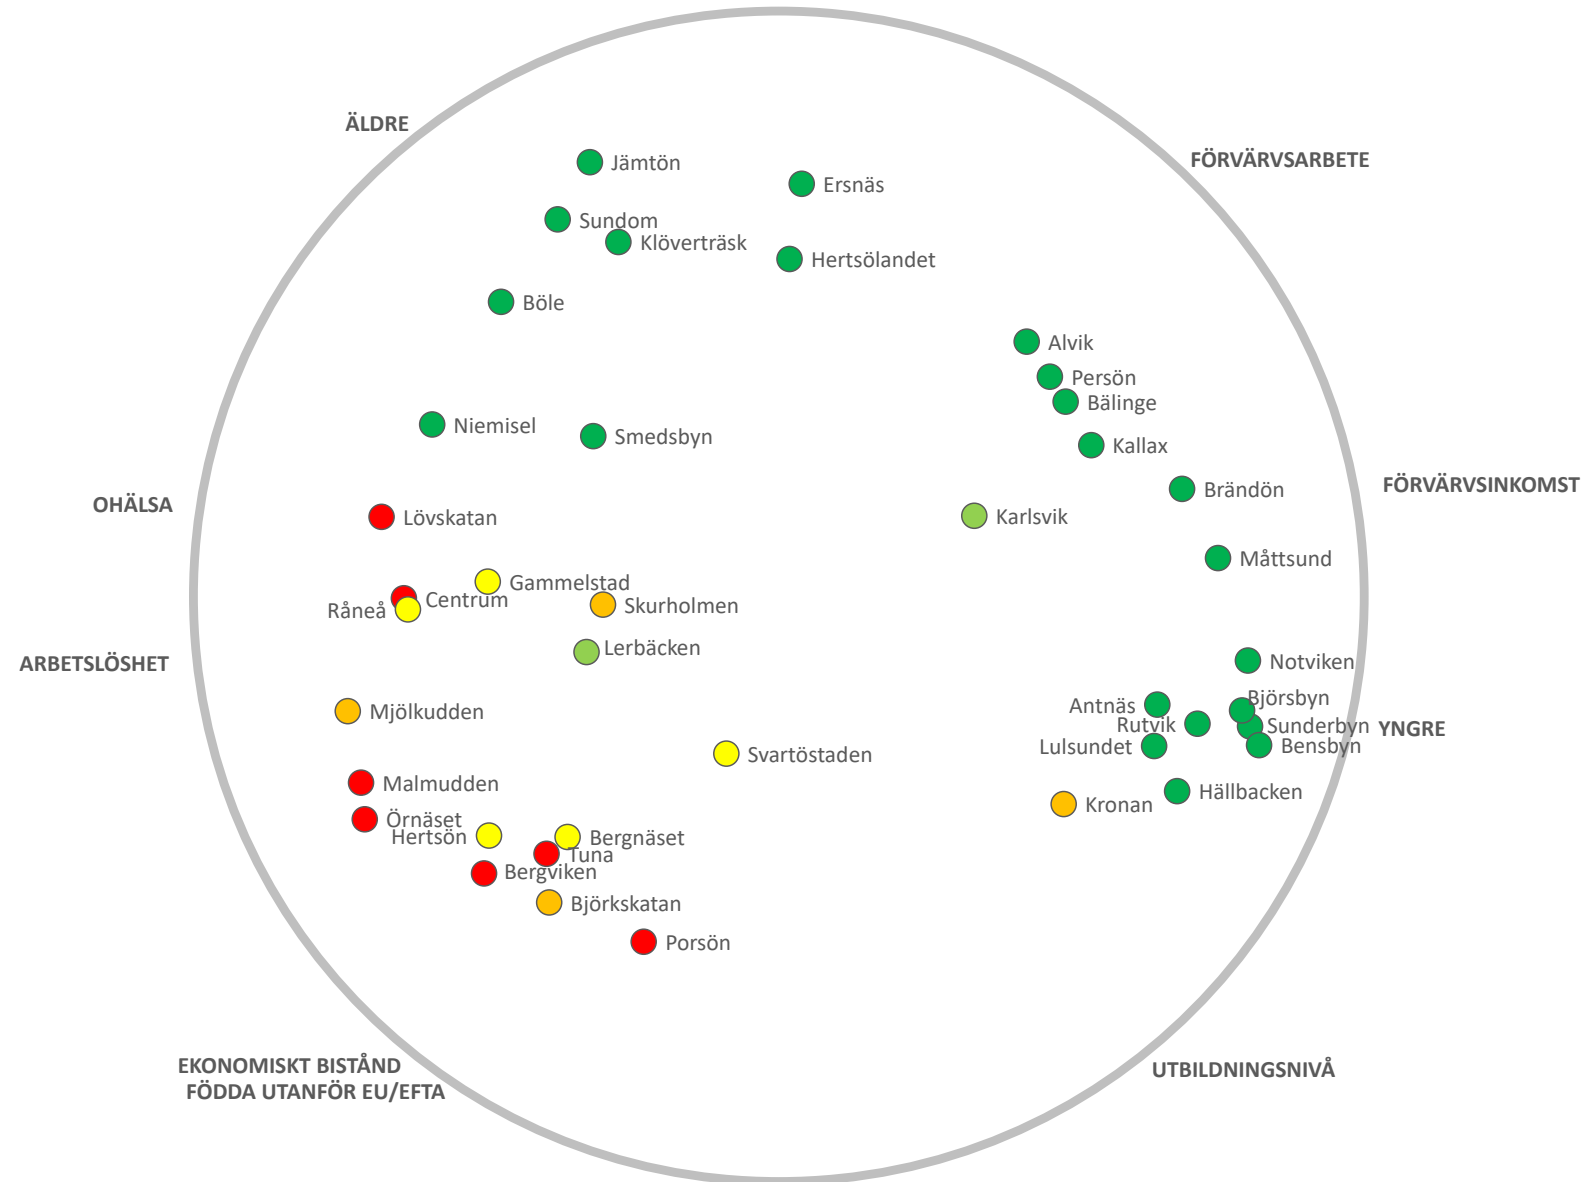 ÄLDRE
FÖRVÄRVSARBETE
Jämtön
Ersnäs
Sundom
Klöverträsk
Hertsölandet
Böle
Alvik
Persön
Bälinge
Niemisel
Smedsbyn
Kallax
FÖRVÄRVSINKOMST
Brändön
OHÄLSA
Lövskatan
Karlsvik
Måttsund
Gammelstad
Centrum
Råneå
Skurholmen
Lerbäcken
ARBETSLÖSHET
Notviken
Björsbyn
Antnäs
Mjölkudden
Rutvik
Sunderbyn
YNGRE
Lulsundet
Bensbyn
Svartöstaden
Malmudden
Hällbacken
Kronan
Örnäset
Hertsön
Bergnäset
Tuna
Bergviken
Björkskatan
Porsön
EKONOMISKT BISTÅND
FÖDDA UTANFÖR EU/EFTA
UTBILDNINGSNIVÅ